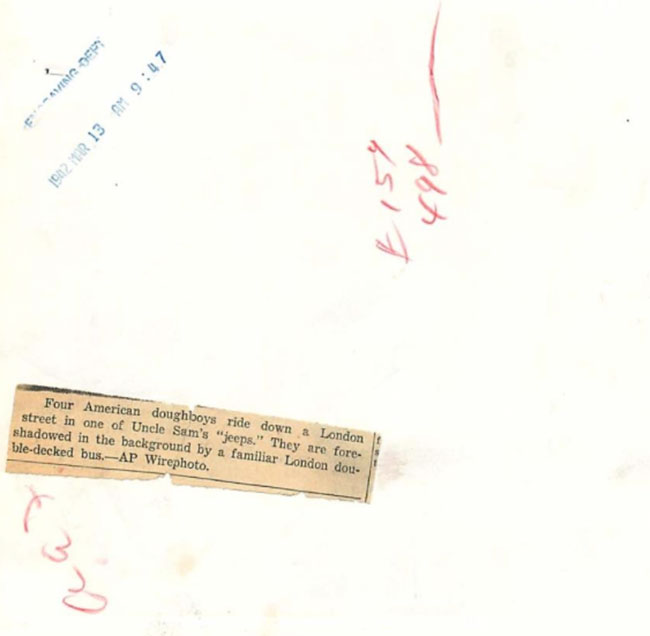 ENGRAVING DEPT
1942 MAR 13 AM 9:47
154
498
Four American doughboys ride down a London
street in one of Uncle Sam's "jeeps." They are fore-
shadowed in the background by a familiar London dou-
ble-decked bus.—AP Wirephoto.